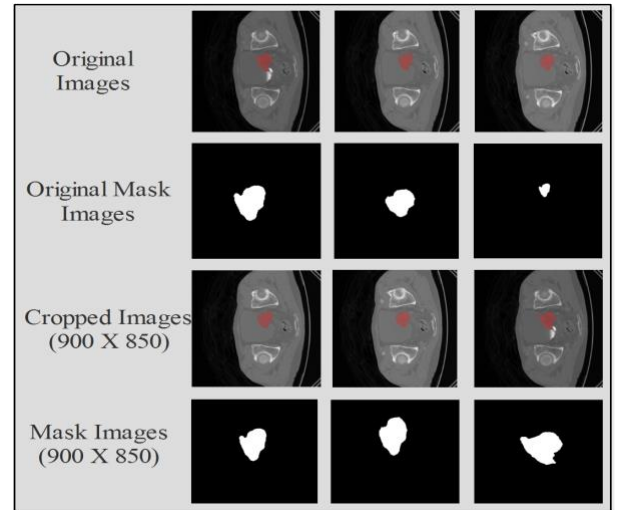 Original
Images
Original Mask
Images
Cropped Images
(900 X 850)
Mask Images
(900 X 850)